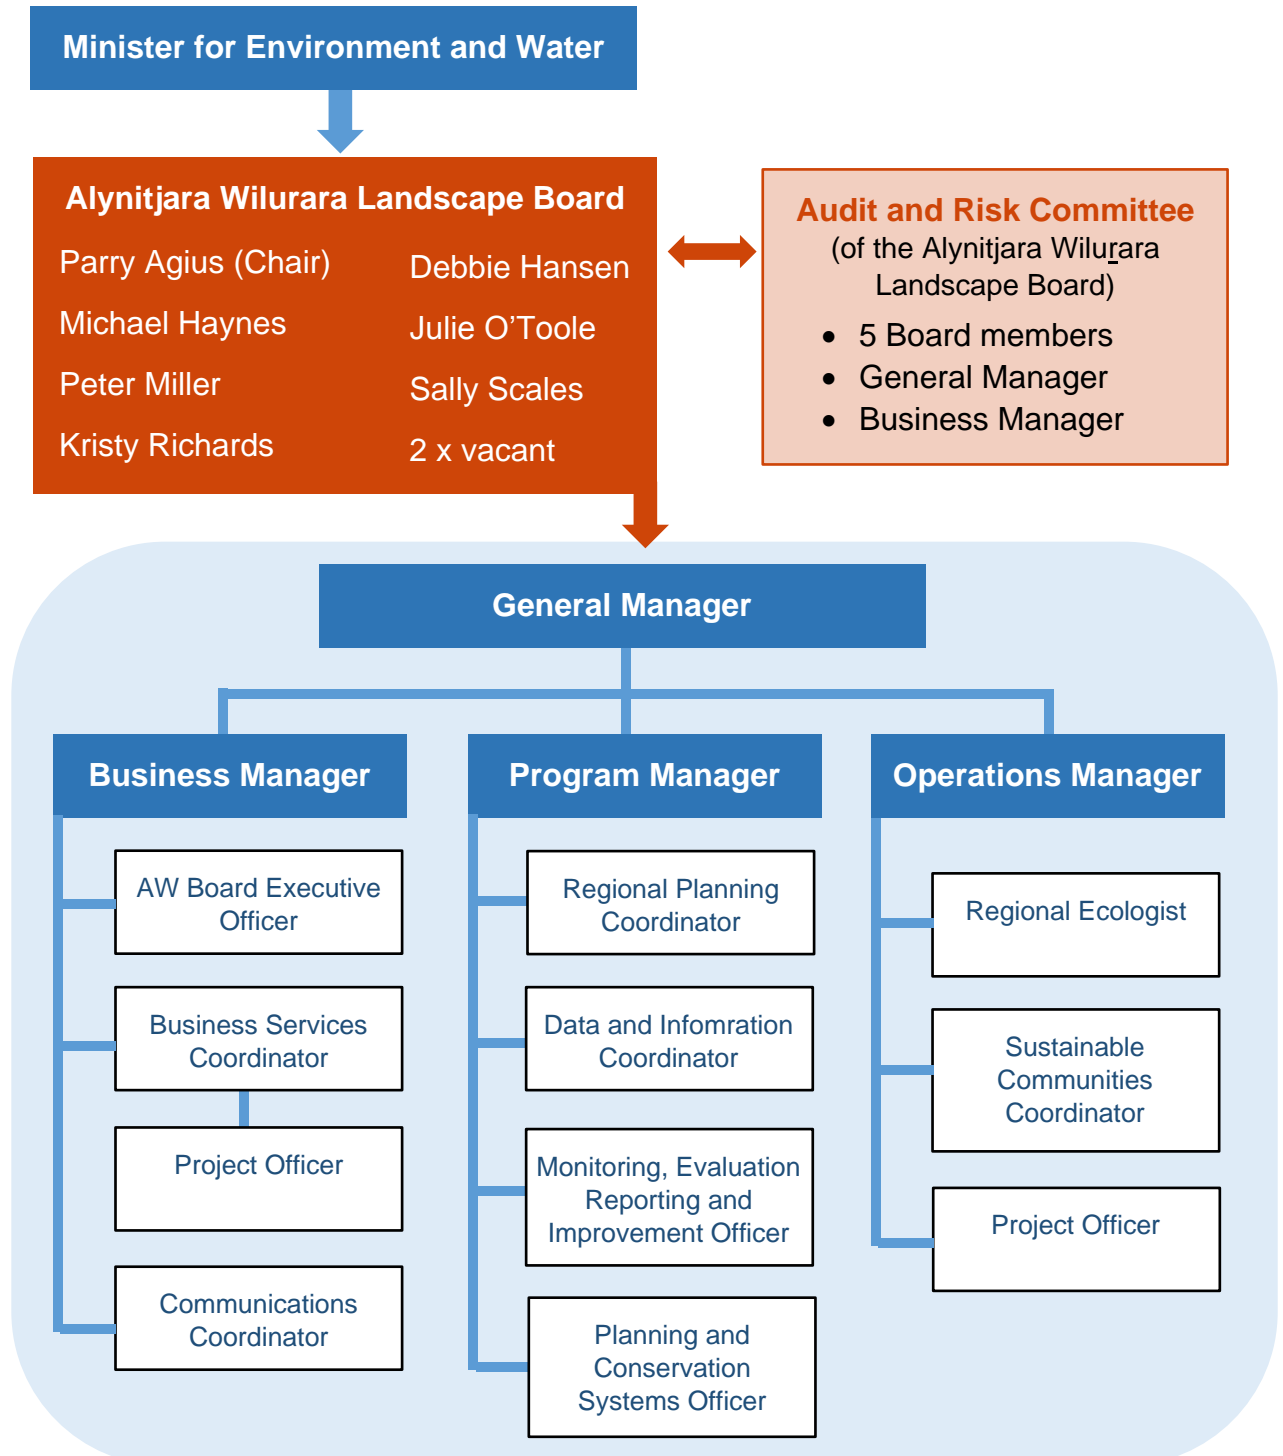 Minister for Environment and Water
Alynitjara Wilurara Landscape Board
Parry Agius (Chair)
Michael Haynes
Peter Miller
Kristy Richards
Debbie Hansen
Julie O’Toole
Sally Scales
2 x vacant
Audit and Risk Committee
(of the Alynitjara Wiluṟara
Landscape Board)
• 5 Board members
• General Manager
• Business Manager
General Manager
Business Manager
AW Board Executive
Officer
Business Services
Coordinator
Project Officer
Communications
Coordinator
Program Manager
Regional Planning
Coordinator
Data and Infomration
Coordinator
Monitoring, Evaluation
Reporting and
Improvement Officer
Planning and
Conservation
Systems Officer
Operations Manager
Regional Ecologist
Sustainable
Communities
Coordinator
Project Officer